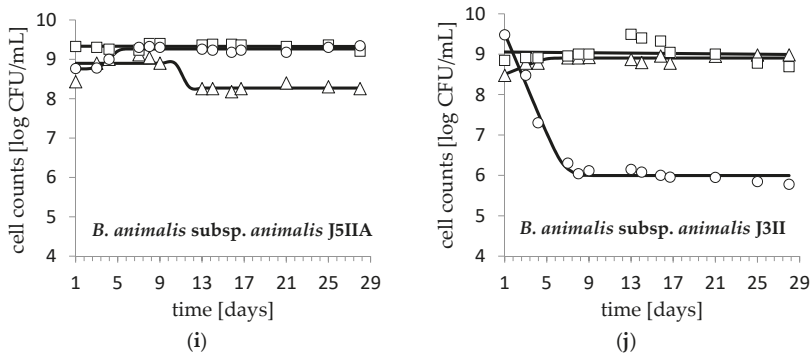 cell counts [log CFU/mL]
10
9
8
7
6
5
4
B. animalis subsp. animalis J5IIA
1 5 9 13 17 21 25 29
time [days]
(i)
cell counts [log CFU/mL]
10
9
8
7
6
5
4
B. animalis subsp. animalis J3II
1 5 9 13 17 21 25 29
time [days]
(j)